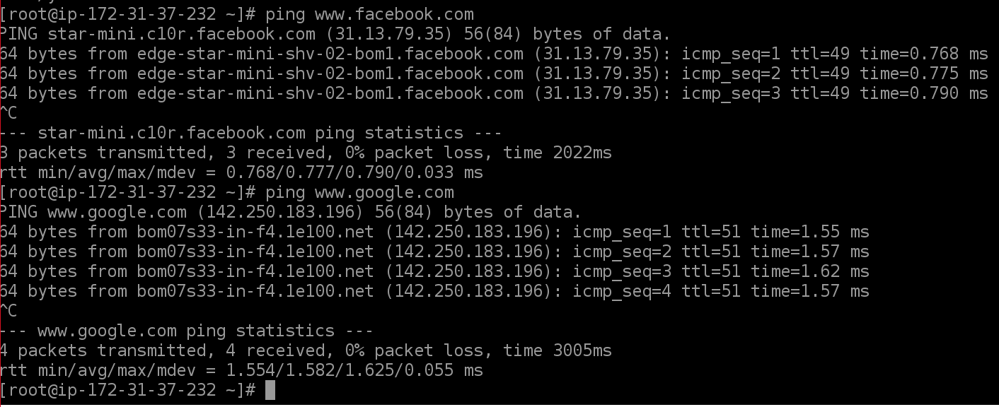 [root@ip-172-31-37-232 ~]# ping www.facebook.com
PING star-mini.c10r.facebook.com (31.13.79.35) 56(84) bytes of data.
64 bytes from edge-star-mini-shv-02-bom1.facebook.com (31.13.79.35): icmp_seq=1 ttl=49 time=0.768 ms
64 bytes from edge-star-mini-shv-02-bom1.facebook.com (31.13.79.35): icmp_seq=2 ttl=49 time=0.775 ms
64 bytes from edge-star-mini-shv-02-bom1.facebook.com (31.13.79.35): icmp_seq=3 ttl=49 time=0.790 ms
^C
--- star-mini.c10r.facebook.com ping statistics ---
3 packets transmitted, 3 received, 0% packet loss, time 2022ms
rtt min/avg/max/mdev = 0.768/0.777/0.790/0.033 ms
[root@ip-172-31-37-232 ~]# ping www.google.com
PING www.google.com (142.250.183.196) 56(84) bytes of data.
64 bytes from bom07s33-in-f4.1e100.net (142.250.183.196): icmp_seq=1 ttl=51 time=1.55 ms
64 bytes from bom07s33-in-f4.1e100.net (142.250.183.196): icmp_seq=2 ttl=51 time=1.57 ms
64 bytes from bom07s33-in-f4.1e100.net (142.250.183.196): icmp_seq=3 ttl=51 time=1.62 ms
64 bytes from bom07s33-in-f4.1e100.net (142.250.183.196): icmp_seq=4 ttl=51 time=1.57 ms
^C
--- www.google.com ping statistics ---
4 packets transmitted, 4 received, 0% packet loss, time 3005ms
rtt min/avg/max/mdev = 1.554/1.582/1.625/0.055 ms
[root@ip-172-31-37-232 ~]#